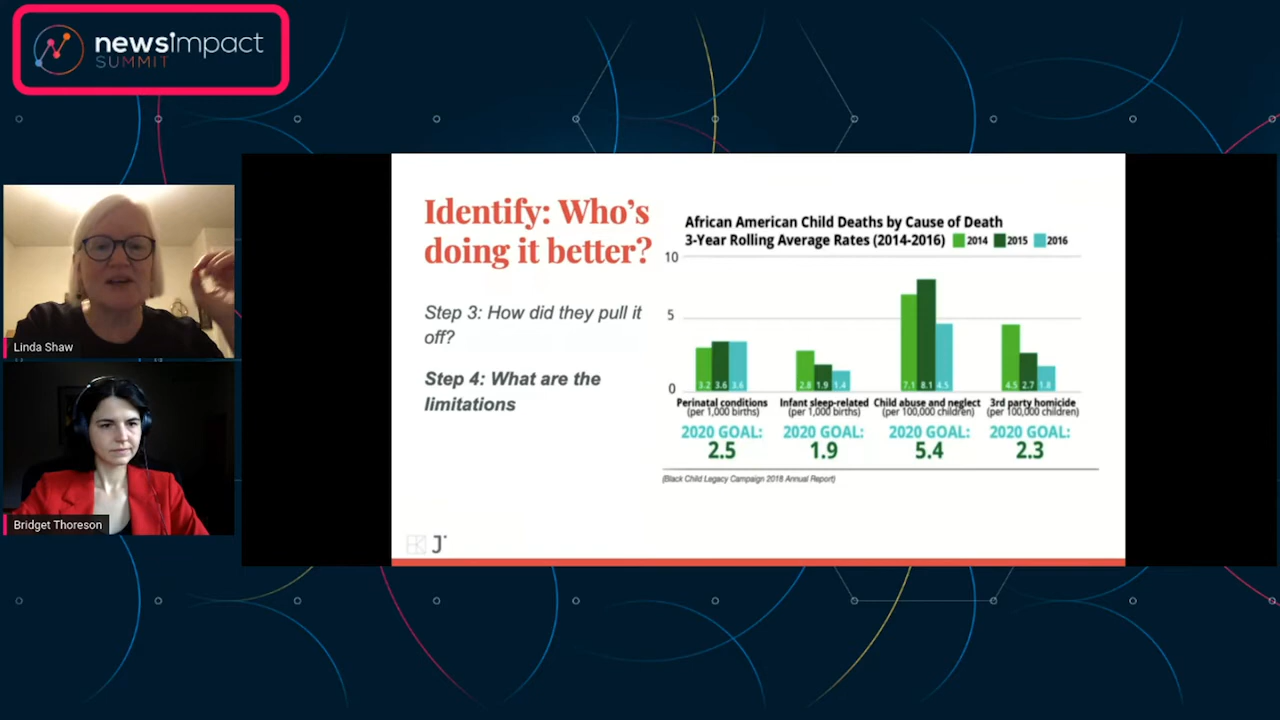 newsimpact
SUMMIT
Linda Shaw
Bridget Thoreson
Identify: Who's
doing it better?
Step 3: How did they pull it
off?
Step 4: What are the
limitations
African American Child Deaths by Cause of Death
3-Year Rolling Average Rates (2014-2016) 2014 2015 2016
10
5
0
3.2 3.6 3.6 2.8 1.9 1.4 7.1 8.1 4.5 4.5 2.7 1.8
Perinatal conditions Infant sleep-related Child abuse and neglect 3rd party homicide
(per 1,000 births) (per 1,000 births) (per 100,000 children) (per 100,000 children)
2020 GOAL: 2020 GOAL: 2020 GOAL: 2020 GOAL:
2.5 1.9 5.4 2.3
(Black Child Legacy Campaign 2018 Annual Report)
J